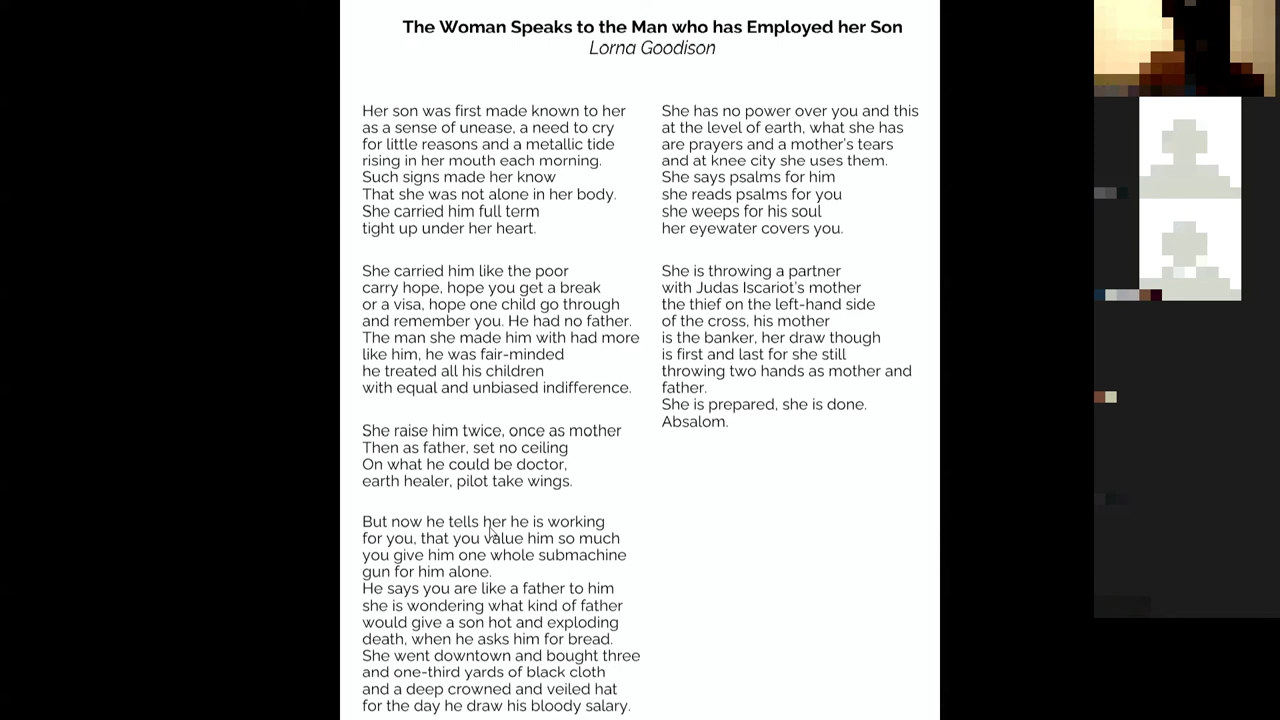 The Woman Speaks to the Man who has Employed her Son
Lorna Goodison
Her son was first made known to her
as a sense of unease, a need to cry
for little reasons and a metallic tide
rising in her mouth each morning.
Such signs made her know
That she was not alone in her body.
She carried him full term
tight up under her heart.
She carried him like the poor
carry hope, hope you get a break
or a visa, hope one child go through
and remember you. He had no father.
The man she made him with had more
like him, he was fair-minded
he treated all his children
with equal and unbiased indifference.
She raise him twice, once as mother
Then as father, set no ceiling
On what he could be doctor,
earth healer, pilot take wings.
But now he tells her he is working
for you, that you value him so much
you give him one whole submachine
gun for him alone.
He says you are like a father to him
she is wondering what kind of father
would give a son hot and exploding
death, when he asks him for bread.
She went downtown and bought three
and one-third yards of black cloth
and a deep crowned and veiled hat
for the day he draw his bloody salary.
She has no power over you and this
at the level of earth, what she has
are prayers and a mother's tears
and at knee city she uses them.
She says psalms for him
she reads psalms for you
she weeps for his soul
her eyewater covers you.
She is throwing a partner
with Judas Iscariot's mother
the thief on the left-hand side
of the cross, his mother
is the banker, her draw though
is first and last for she still
throwing two hands as mother and
father.
She is prepared, she is done.
Absalom.